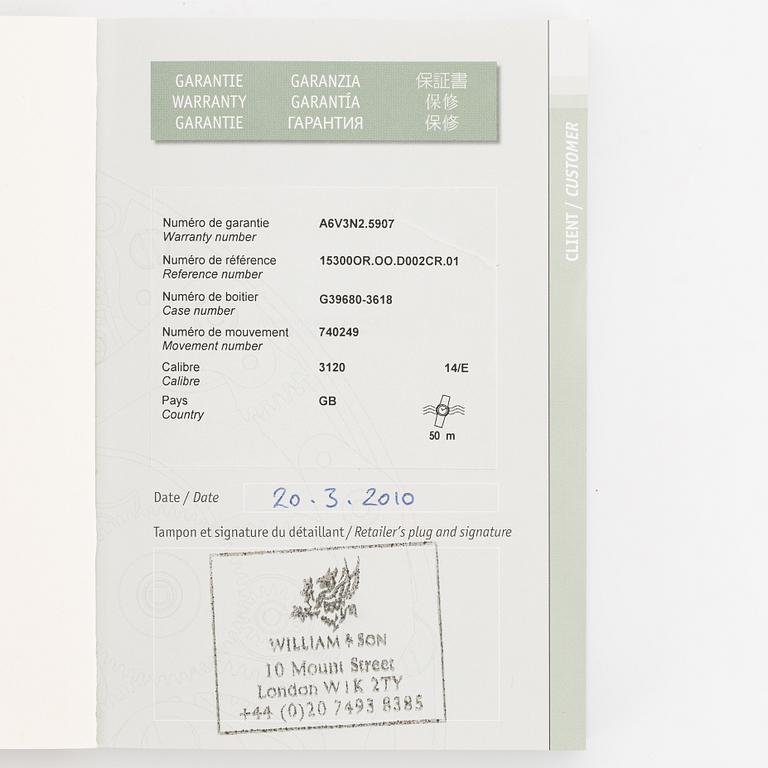 GARANTIE GARANZIA 保証書
WARRANTY GARANTÍA 保修
GARANTIE ГАРАНТИЯ 保修
CLIENT / CUSTOMER
Numéro de garantie A6V3N2.5907
Warranty number
Numéro de référence 15300OR.OO.D002CR.01
Reference number
Numéro de boitier G39680-3618
Case number
Numéro de mouvement 740249
Movement number
Calibre 3120 14/E
Calibre
Pays GB
Country
50 m
Date / Date 20.3.2010
Tampon et signature du détaillant / Retailer's plug and signature
WILLIAM & SON
10 Mount Street
London W1K 2TY
+44 (0)20 7493 8385